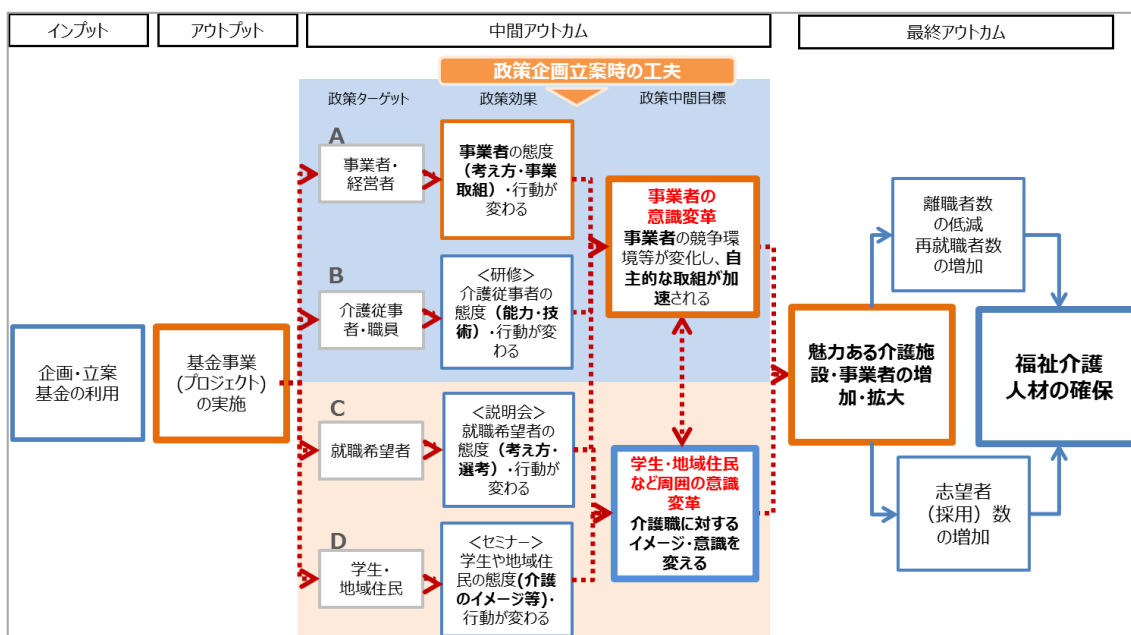 インプット
アウトプット
中間アウトカム
最終アウトカム
政策企画立案時の工夫
政策ターゲット
政策効果
政策中間目標
A
事業者・
経営者
事業者の態度
（考え方・事業
取組）・行動が
変わる
B
介護従事
者・職員
＜研修＞
介護従事者の
態度（能力・技
術）・行動が変
わる
C
就職希望者
＜説明会＞
就職希望者の
態度（考え方・
選考）・行動が
変わる
D
学生・
地域住民
＜セミナー＞
学生や地域住
民の態度(介護
のイメージ等)・
行動が変わる
企画・立案
基金の利用
基金事業
(プロジェクト)
の実施
事業者の
意識変革
事業者の競争環
境等が変化し、自
主的な取組が加
速される
学生・地域住民
など周囲の意識
変革
介護職に対する
イメージ・意識を
変える
魅力ある介護施
設・事業者の増
加・拡大
離職者数
の低減
再就職者数
の増加
志望者
（採用）数
の増加
福祉介護
人材の確保